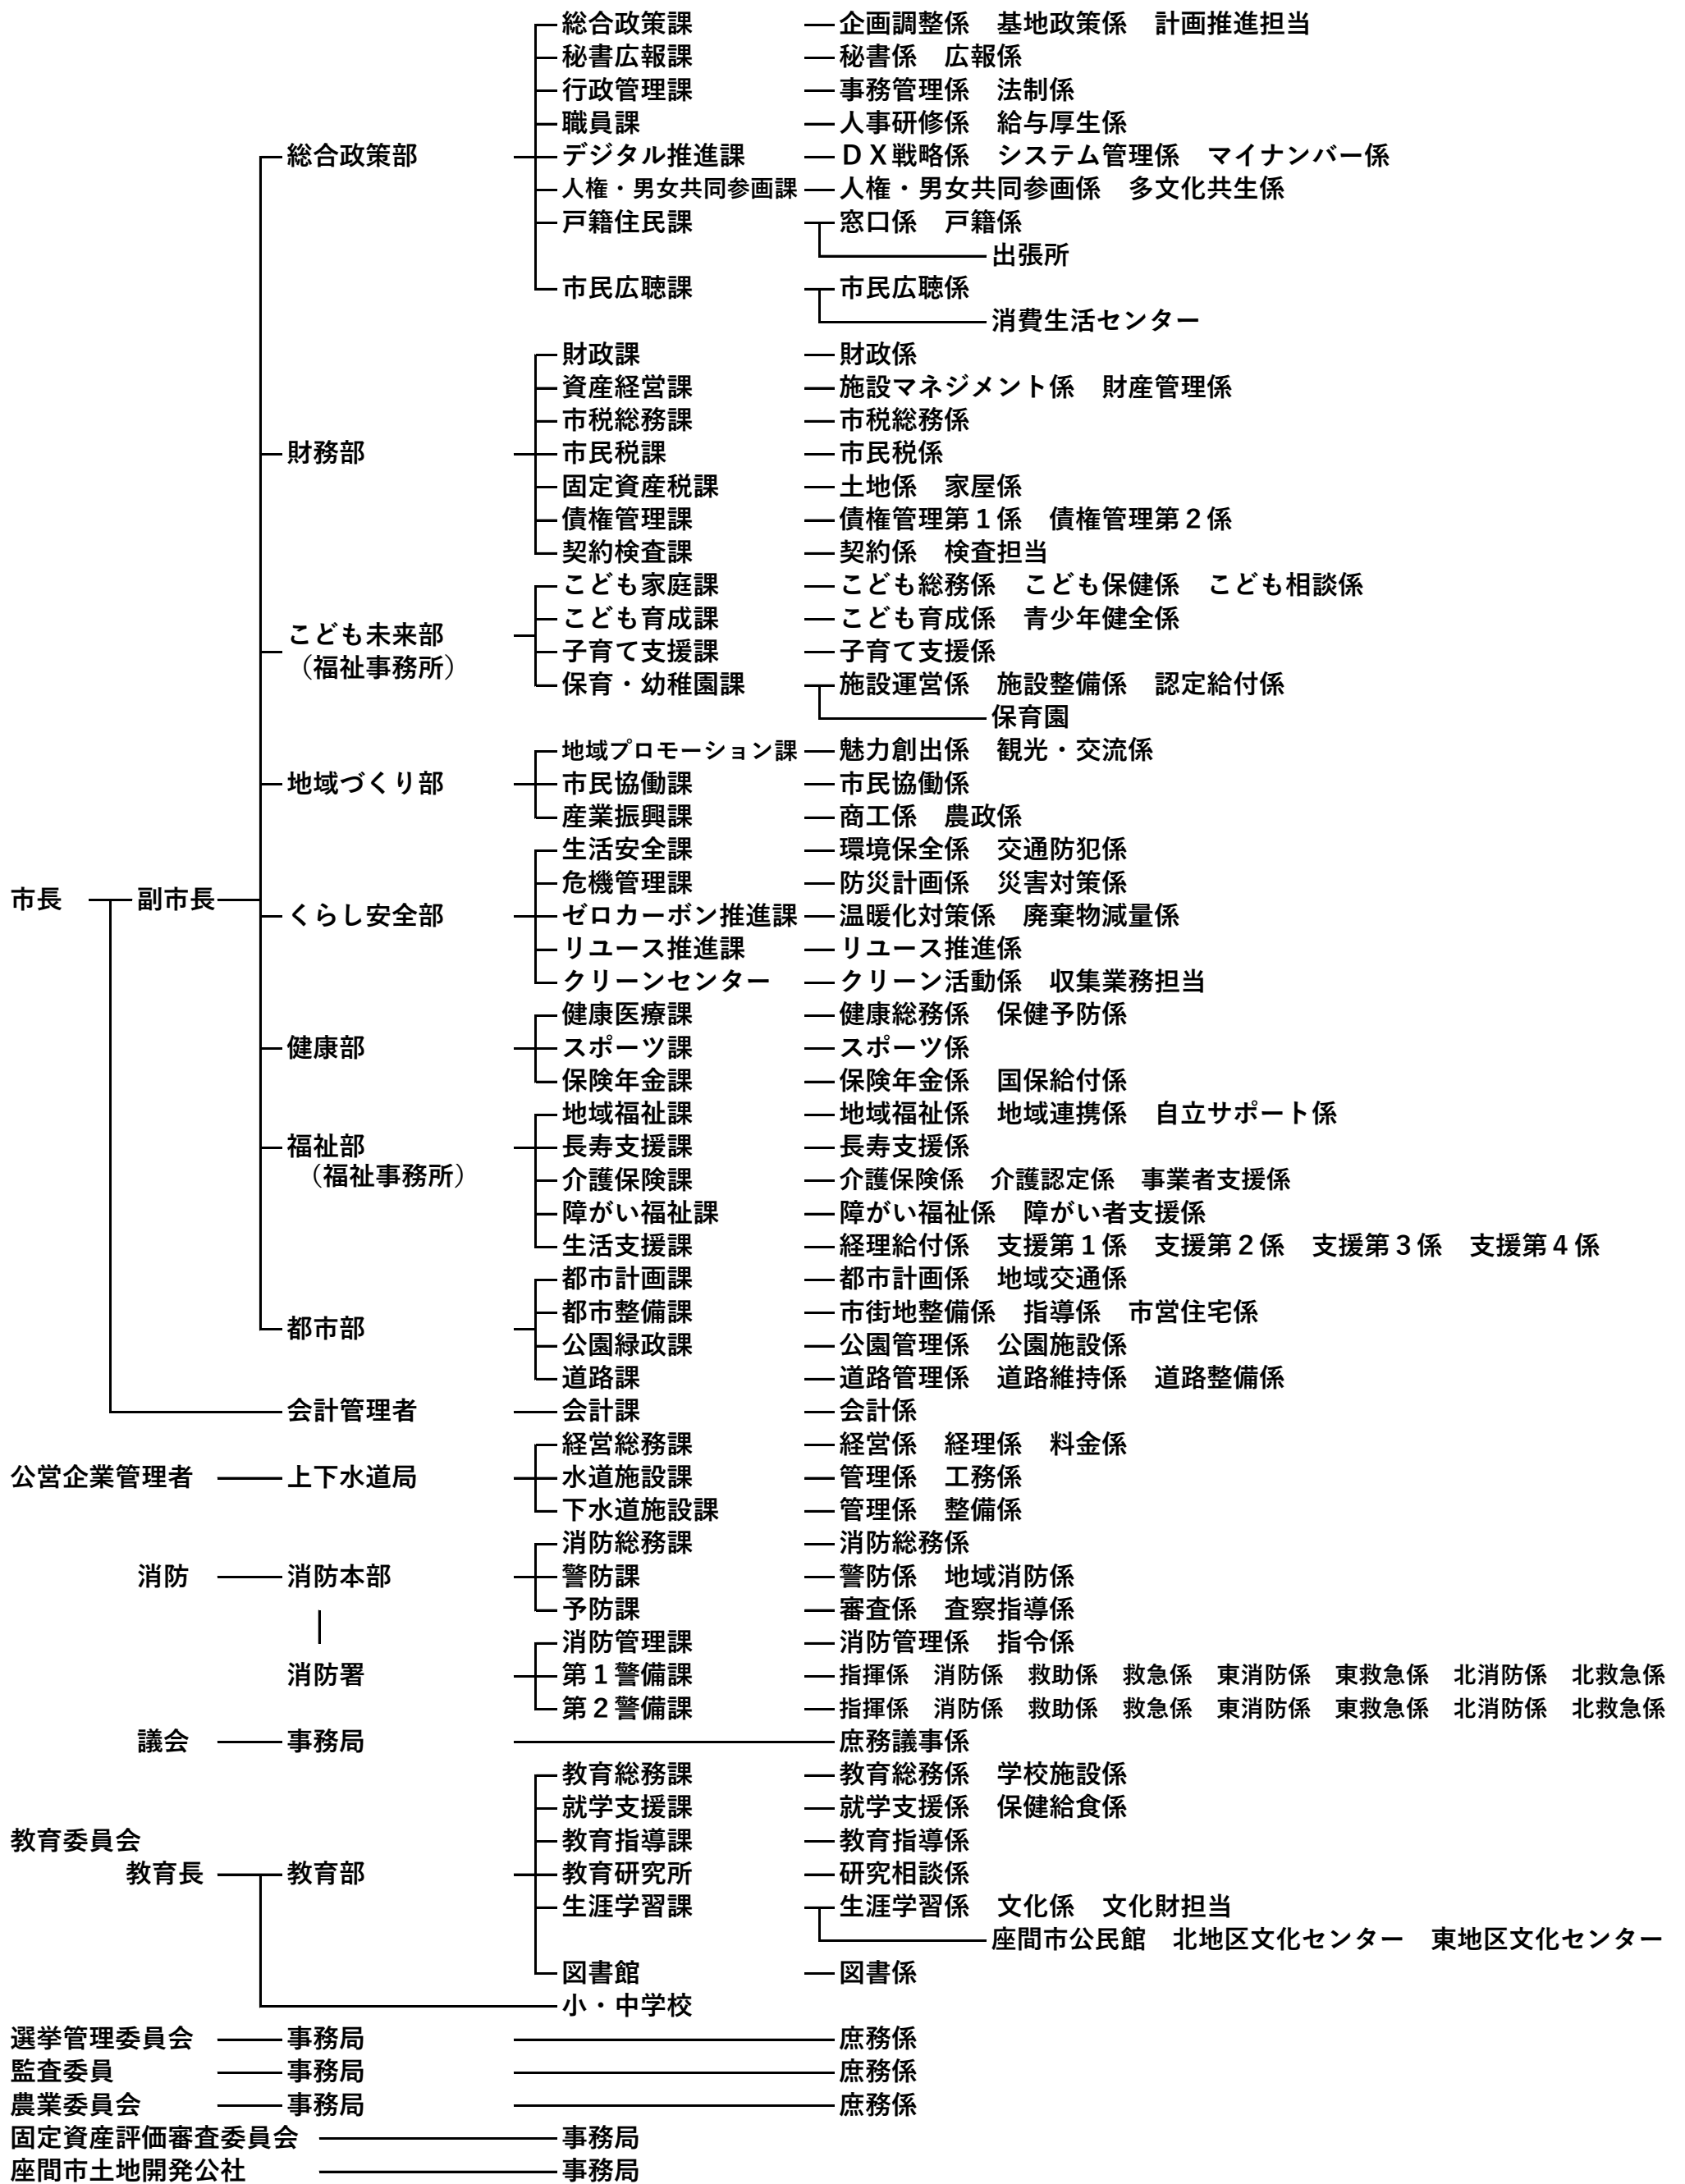 総合政策課 企画調整係 基地政策係 計画推進担当
秘書広報課 秘書係 広報係
行政管理課 事務管理係 法制係
職員課 人事研修係 給与厚生係
総合政策部 デジタル推進課 ＤＸ戦略係 システム管理係 マイナンバー係
人権・男女共同参画課 人権・男女共同参画係 多文化共生係
戸籍住民課 窓口係 戸籍係
出張所
市民広聴課 市民広聴係
消費生活センター
財政課 財政係
資産経営課 施設マネジメント係 財産管理係
市税総務課 市税総務係
財務部 市民税課 市民税係
固定資産税課 土地係 家屋係
債権管理課 債権管理第１係 債権管理第２係
契約検査課 契約係 検査担当
こども家庭課 こども総務係 こども保健係 こども相談係
こども育成課 こども育成係 青少年健全係
こども未来部
子育て支援課 子育て支援係
（福祉事務所）
保育・幼稚園課 施設運営係 施設整備係 認定給付係
保育園
地域プロモーション課 魅力創出係 観光・交流係
地域づくり部 市民協働課 市民協働係
産業振興課 商工係 農政係
生活安全課 環境保全係 交通防犯係
危機管理課 防災計画係 災害対策係
市長 副市長
くらし安全部 ゼロカーボン推進課 温暖化対策係 廃棄物減量係
リユース推進課 リユース推進係
クリーンセンター クリーン活動係 収集業務担当
健康医療課 健康総務係 保健予防係
健康部 スポーツ課 スポーツ係
保険年金課 保険年金係 国保給付係
地域福祉課 地域福祉係 地域連携係 自立サポート係
福祉部 長寿支援課 長寿支援係
（福祉事務所） 介護保険課 介護保険係 介護認定係 事業者支援係
障がい福祉課 障がい福祉係 障がい者支援係
生活支援課 経理給付係 支援第１係 支援第２係 支援第３係 支援第４係
都市計画課 都市計画係 地域交通係
都市整備課 市街地整備係 指導係 市営住宅係
都市部
公園緑政課 公園管理係 公園施設係
道路課 道路管理係 道路維持係 道路整備係
会計管理者 会計課 会計係
経営総務課 経営係 経理係 料金係
公営企業管理者 上下水道局 水道施設課 管理係 工務係
下水道施設課 管理係 整備係
消防総務課 消防総務係
消防 消防本部 警防課 警防係 地域消防係
予防課 審査係 査察指導係
消防管理課 消防管理係 指令係
消防署 第１警備課 指揮係 消防係 救助係 救急係 東消防係 東救急係 北消防係 北救急係
第２警備課 指揮係 消防係 救助係 救急係 東消防係 東救急係 北消防係 北救急係
議会 事務局 庶務議事係
教育総務課 教育総務係 学校施設係
就学支援課 就学支援係 保健給食係
教育委員会 教育指導課 教育指導係
教育長 教育部 教育研究所 研究相談係
生涯学習課 生涯学習係 文化係 文化財担当
座間市公民館 北地区文化センター 東地区文化センター
図書館 図書係
小・中学校
選挙管理委員会 事務局 庶務係
監査委員 事務局 庶務係
農業委員会 事務局 庶務係
固定資産評価審査委員会 事務局
座間市土地開発公社 事務局